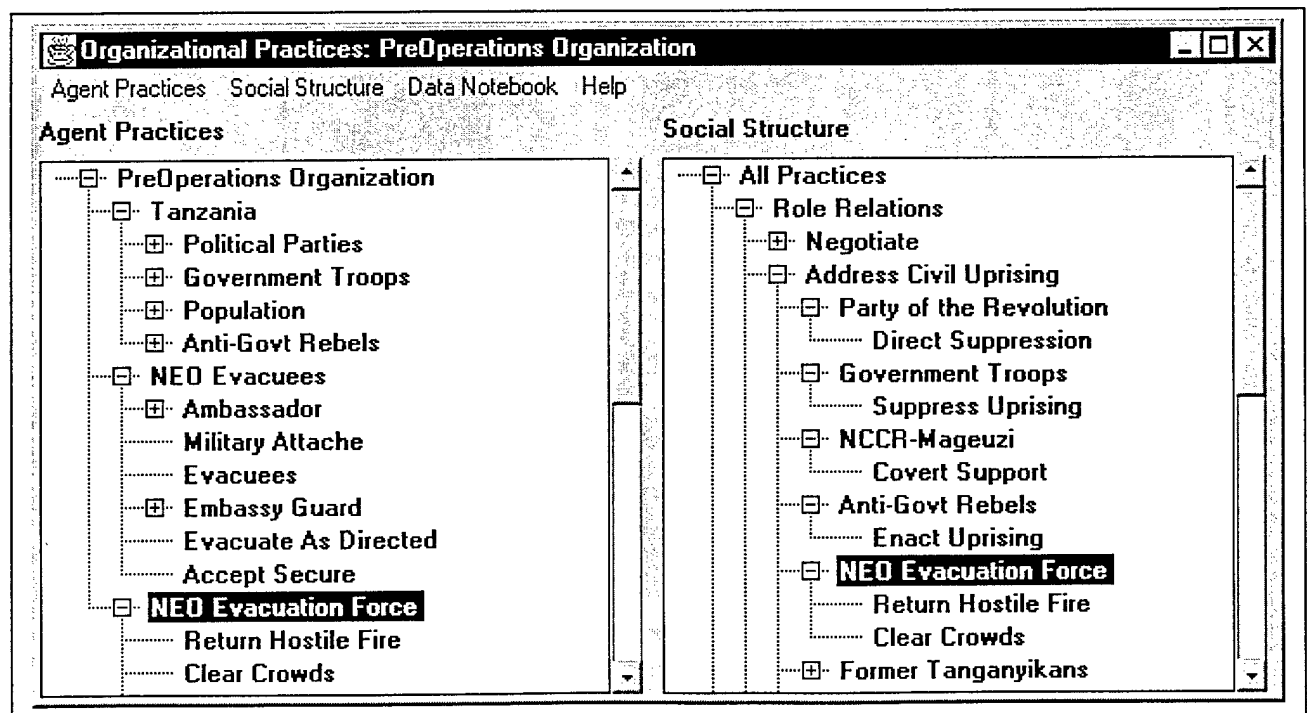 Organizational Practices: PreOperations Organization
Agent Practices Social Structure Data Notebook Help
Agent Practices
PreOperations Organization
Tanzania
Political Parties
Government Troops
Population
Anti-Govt Rebels
NEO Evacuees
Ambassador
Military Attache
Evacuees
Embassy Guard
Evacuate As Directed
Accept Secure
NEO Evacuation Force
Return Hostile Fire
Clear Crowds
Social Structure
All Practices
Role Relations
Negotiate
Address Civil Uprising
Party of the Revolution
Direct Suppression
Government Troops
Suppress Uprising
NCCR-Mageuzi
Covert Support
Anti-Govt Rebels
Enact Uprising
NEO Evacuation Force
Return Hostile Fire
Clear Crowds
Former Tanganyikans